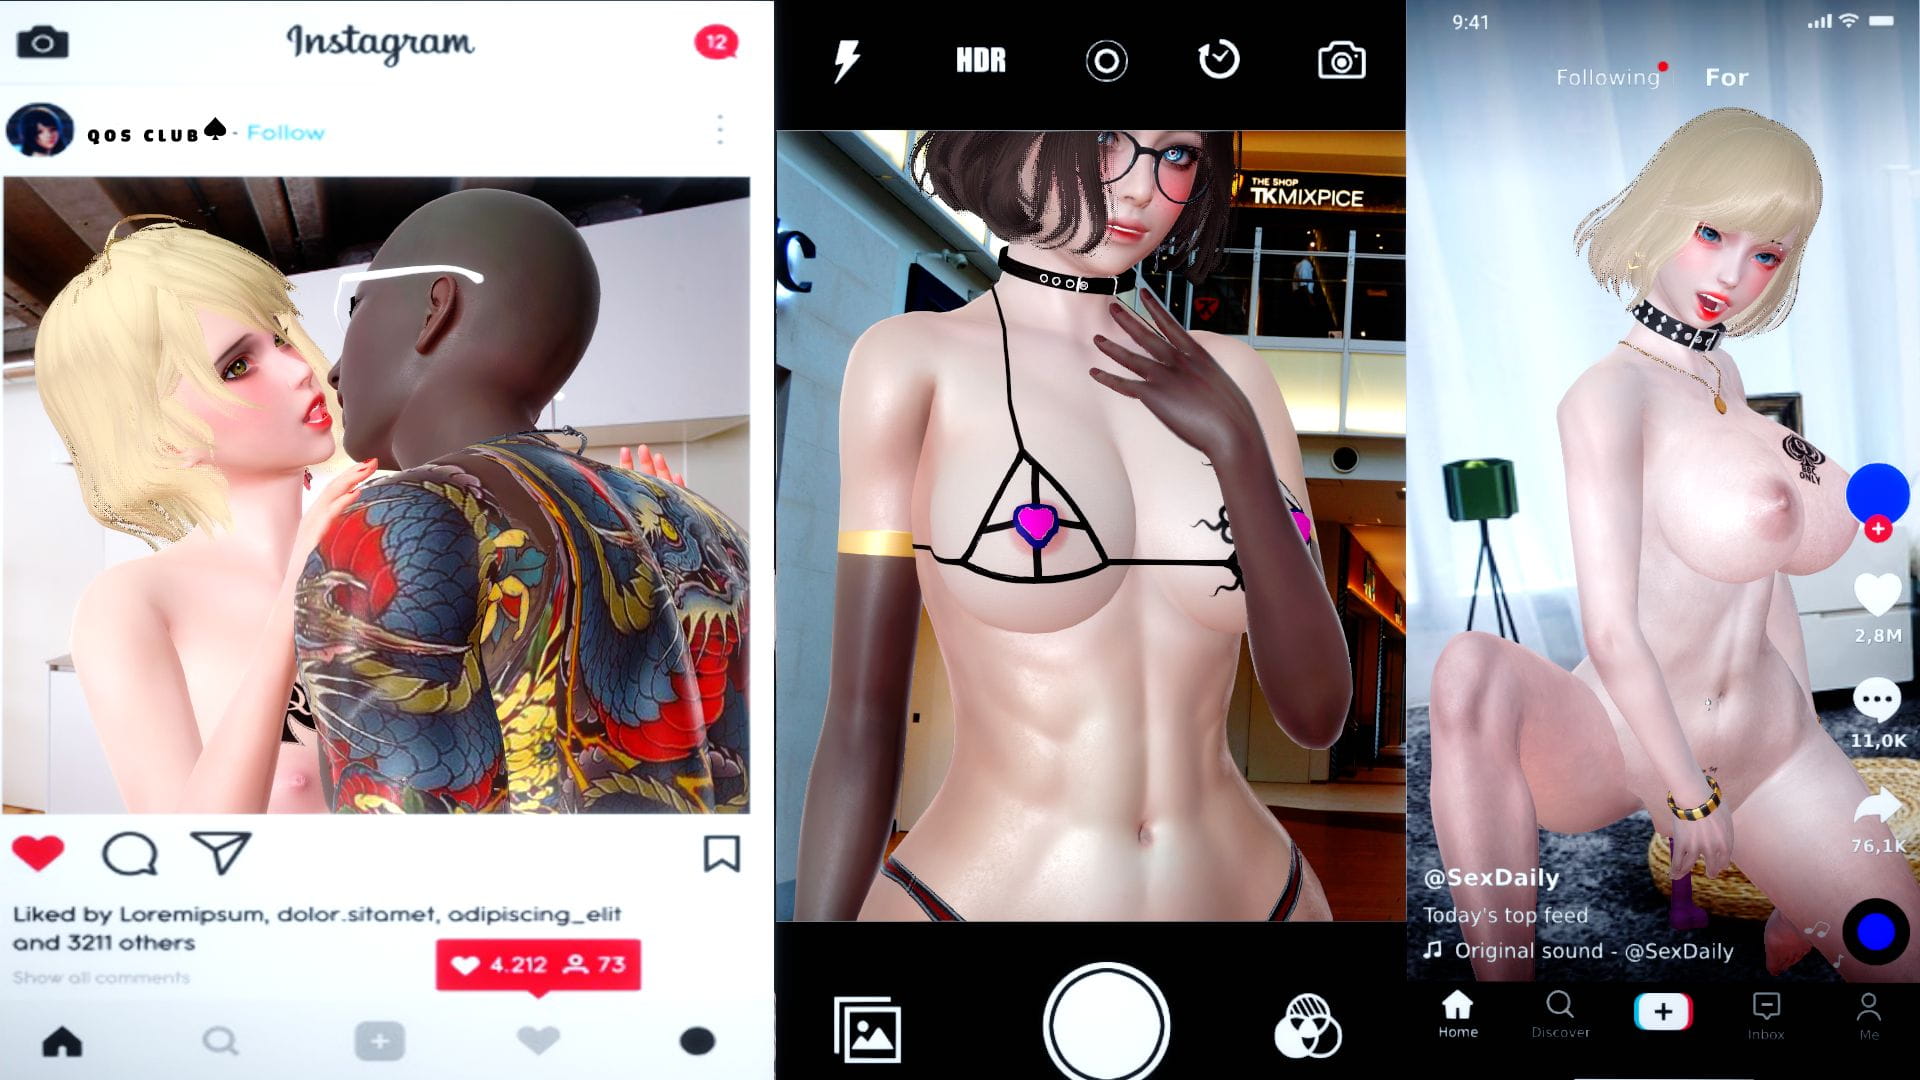 Instagram
12
QOS CLUB♠ - Follow
Liked by Loremipsum, dolor.sitamet, adipiscing_elit
and 3211 others
Show all comments
4.212 73
HDR
THE SHOP
TKMIXPICE
C
9:41
Following
For
Q
BBC
ONLY
2,8M
11,0K
76,1K
@SexDaily
Today's top feed
Original sound - @SexDaily
Home
Discover
Inbox
Me